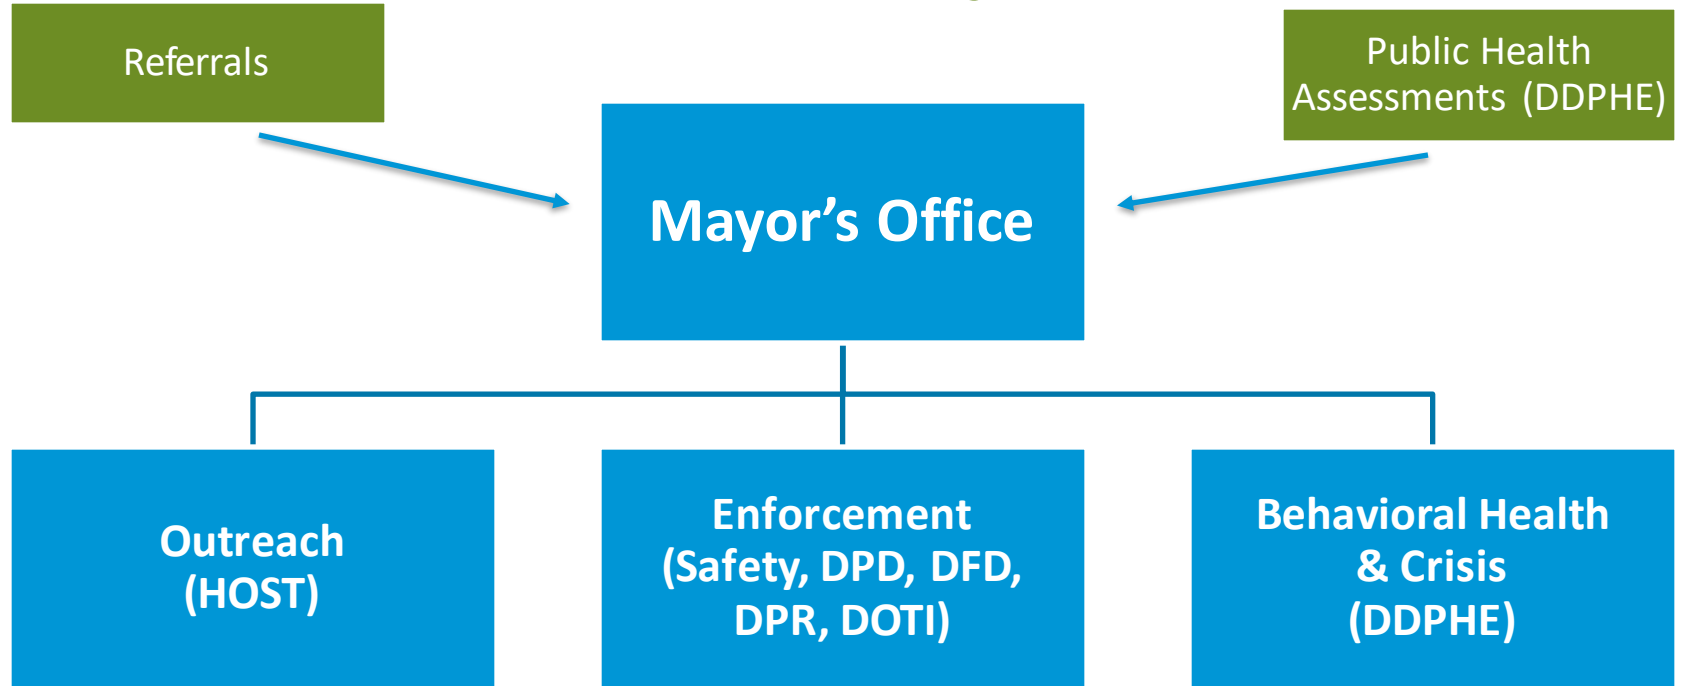 Referrals
Public Health
Assessments (DDPHE)
Mayor’s Office
Outreach
(HOST)
Enforcement
(Safety, DPD, DFD,
DPR, DOTI)
Behavioral Health
& Crisis
(DDPHE)